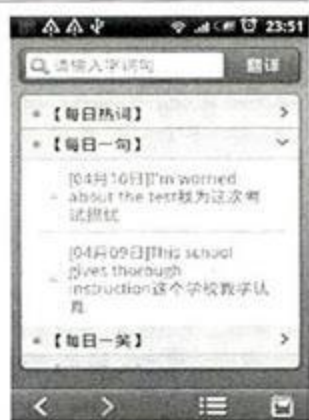 23:51
请输入字词句
翻译
【每日热词】
【每日一句】
[04月10日]I'm worried
about the test我为这次考
试担忧
[04月09日]This school
gives thorough
instruction这个学校教学认
真
【每日一笑】